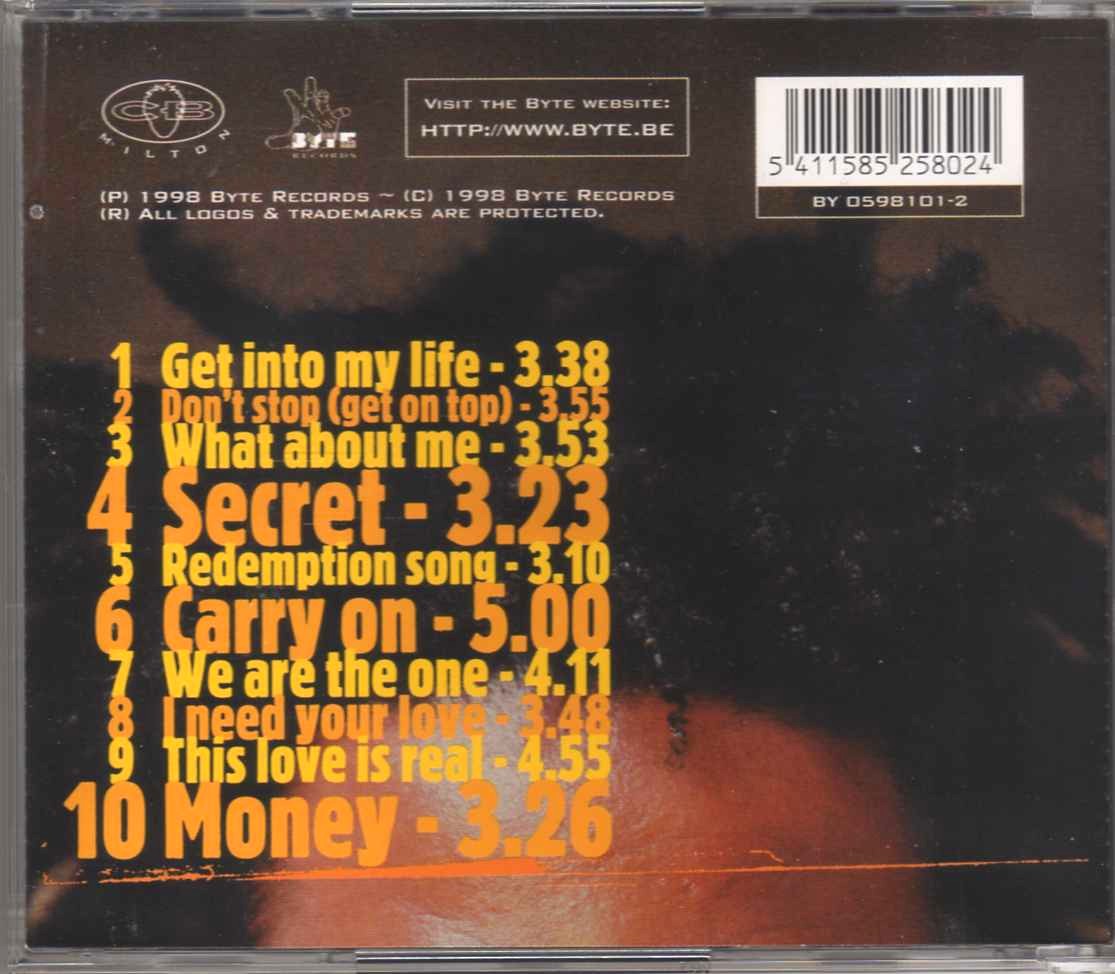 CB
MILTON
BYTE
RECORDS
VISIT THE BYTE WEBSITE:
HTTP://WWW.BYTE.BE
5 411585 258024
BY 0598101-2
(P) 1998 BYTE RECORDS ~ (C) 1998 BYTE RECORDS
(R) ALL LOGOS & TRADEMARKS ARE PROTECTED.
1 Get into my life - 3.38
2 Don't stop (get on top) - 3.55
3 What about me - 3.53
4 Secret - 3.23
5 Redemption song - 3.10
6 Carry on - 5.00
7 We are the one - 4.11
8 I need your love - 3.48
9 This love is real - 4.55
10 Money - 3.26